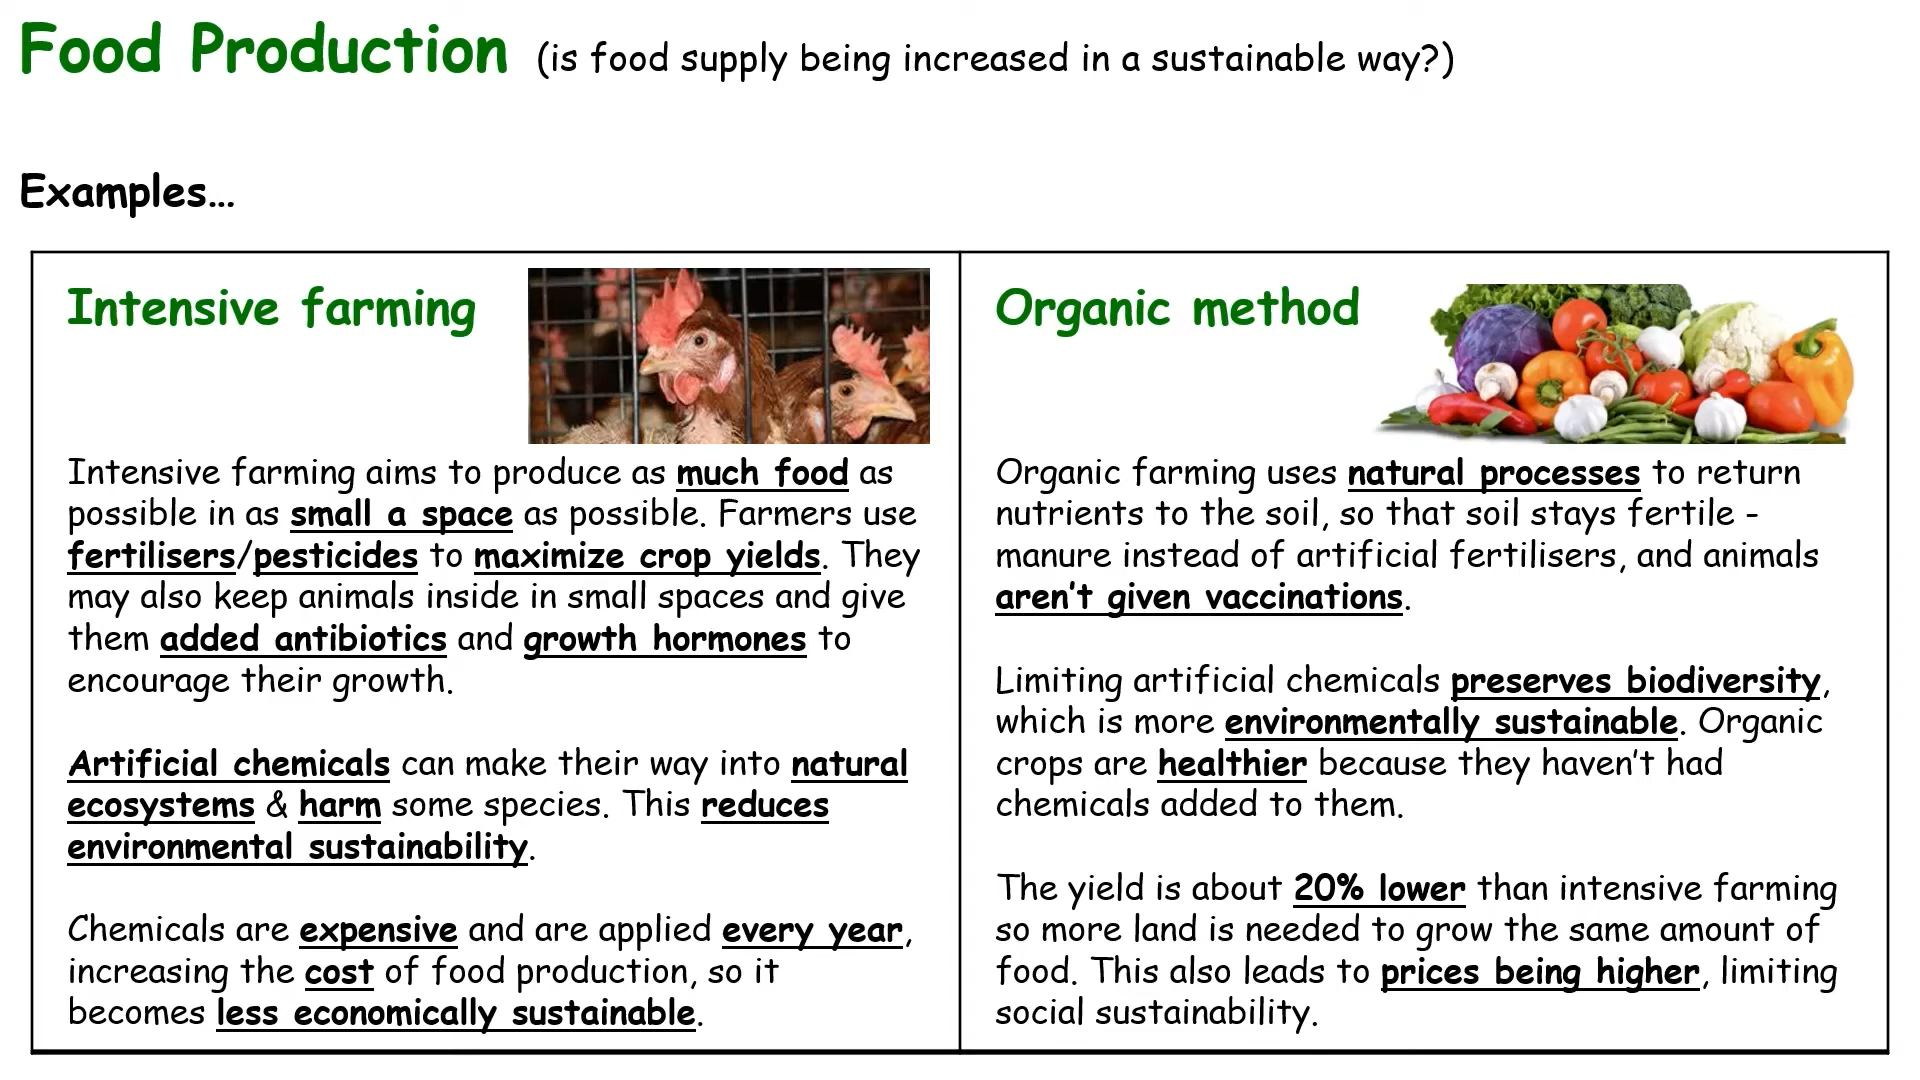 Food Production (is food supply being increased in a sustainable way?)
Examples…
Intensive farming
Intensive farming aims to produce as much food as
possible in as small a space as possible. Farmers use
fertilisers/pesticides to maximize crop yields. They
may also keep animals inside in small spaces and give
them added antibiotics and growth hormones to
encourage their growth.
Artificial chemicals can make their way into natural
ecosystems & harm some species. This reduces
environmental sustainability.
Chemicals are expensive and are applied every year,
increasing the cost of food production, so it
becomes less economically sustainable.
Organic method
Organic farming uses natural processes to return
nutrients to the soil, so that soil stays fertile -
manure instead of artificial fertilisers, and animals
aren’t given vaccinations.
Limiting artificial chemicals preserves biodiversity,
which is more environmentally sustainable. Organic
crops are healthier because they haven’t had
chemicals added to them.
The yield is about 20% lower than intensive farming
so more land is needed to grow the same amount of
food. This also leads to prices being higher, limiting
social sustainability.